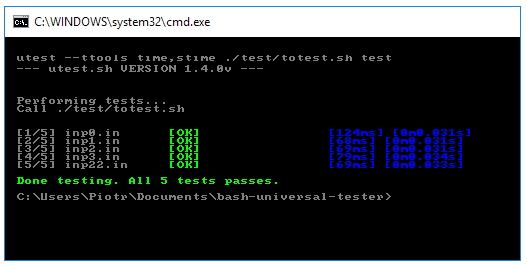 C:\WINDOWS\system32\cmd.exe
utest --ttools time,stime ./test/totest.sh test
--- utest.sh VERSION 1.4.0v ---
Performing tests...
Call ./test/totest.sh
[1/5] inp0.in [OK] [124ms] [0m0.031s]
[2/5] inp1.in [OK] [68ms] [0m0.031s]
[3/5] inp2.in [OK] [69ms] [0m0.031s]
[4/5] inp3.in [OK] [79ms] [0m0.034s]
[5/5] inp22.in [OK] [69ms] [0m0.033s]
Done testing. All 5 tests passes.
C:\Users\Piotr\Documents\bash-universal-tester>